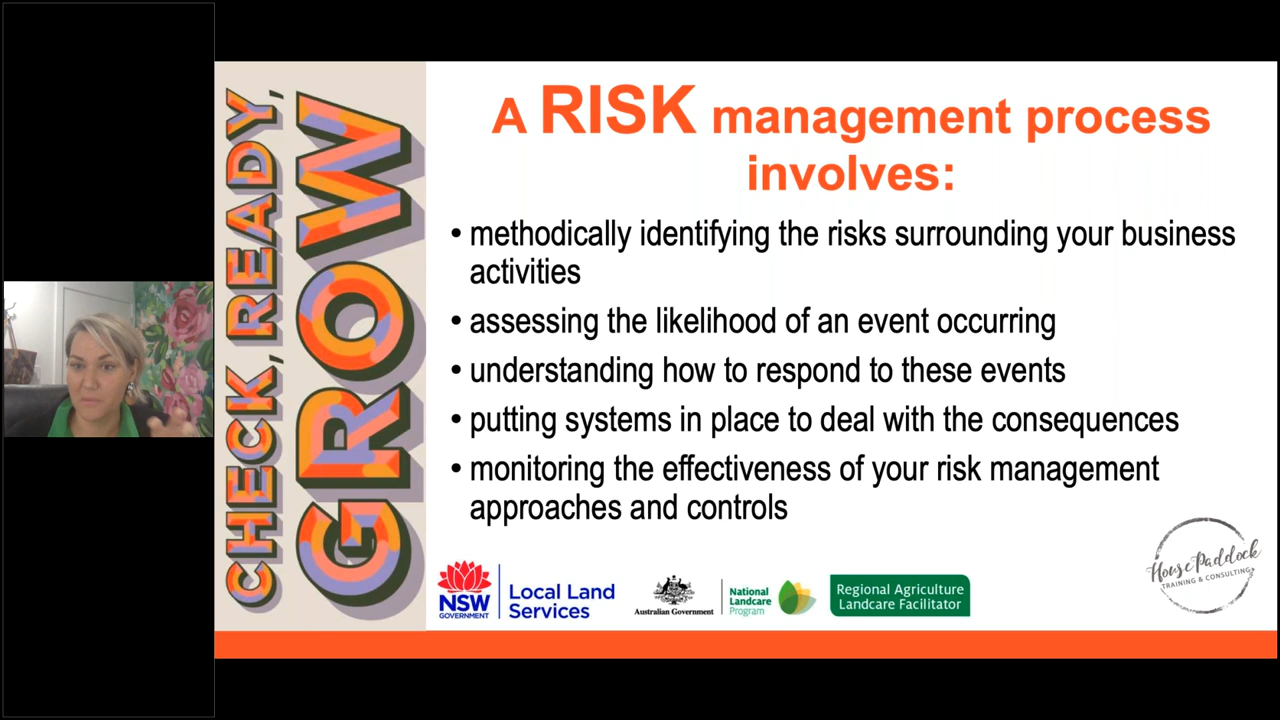 CHECK, READY,
GROW
A RISK management process
involves:
• methodically identifying the risks surrounding your business
activities
• assessing the likelihood of an event occurring
• understanding how to respond to these events
• putting systems in place to deal with the consequences
• monitoring the effectiveness of your risk management
approaches and controls
NSW
GOVERNMENT
Local Land
Services
Australian Government
National
Landcare
Program
Regional Agriculture
Landcare Facilitator
House Paddock
TRAINING & CONSULTING